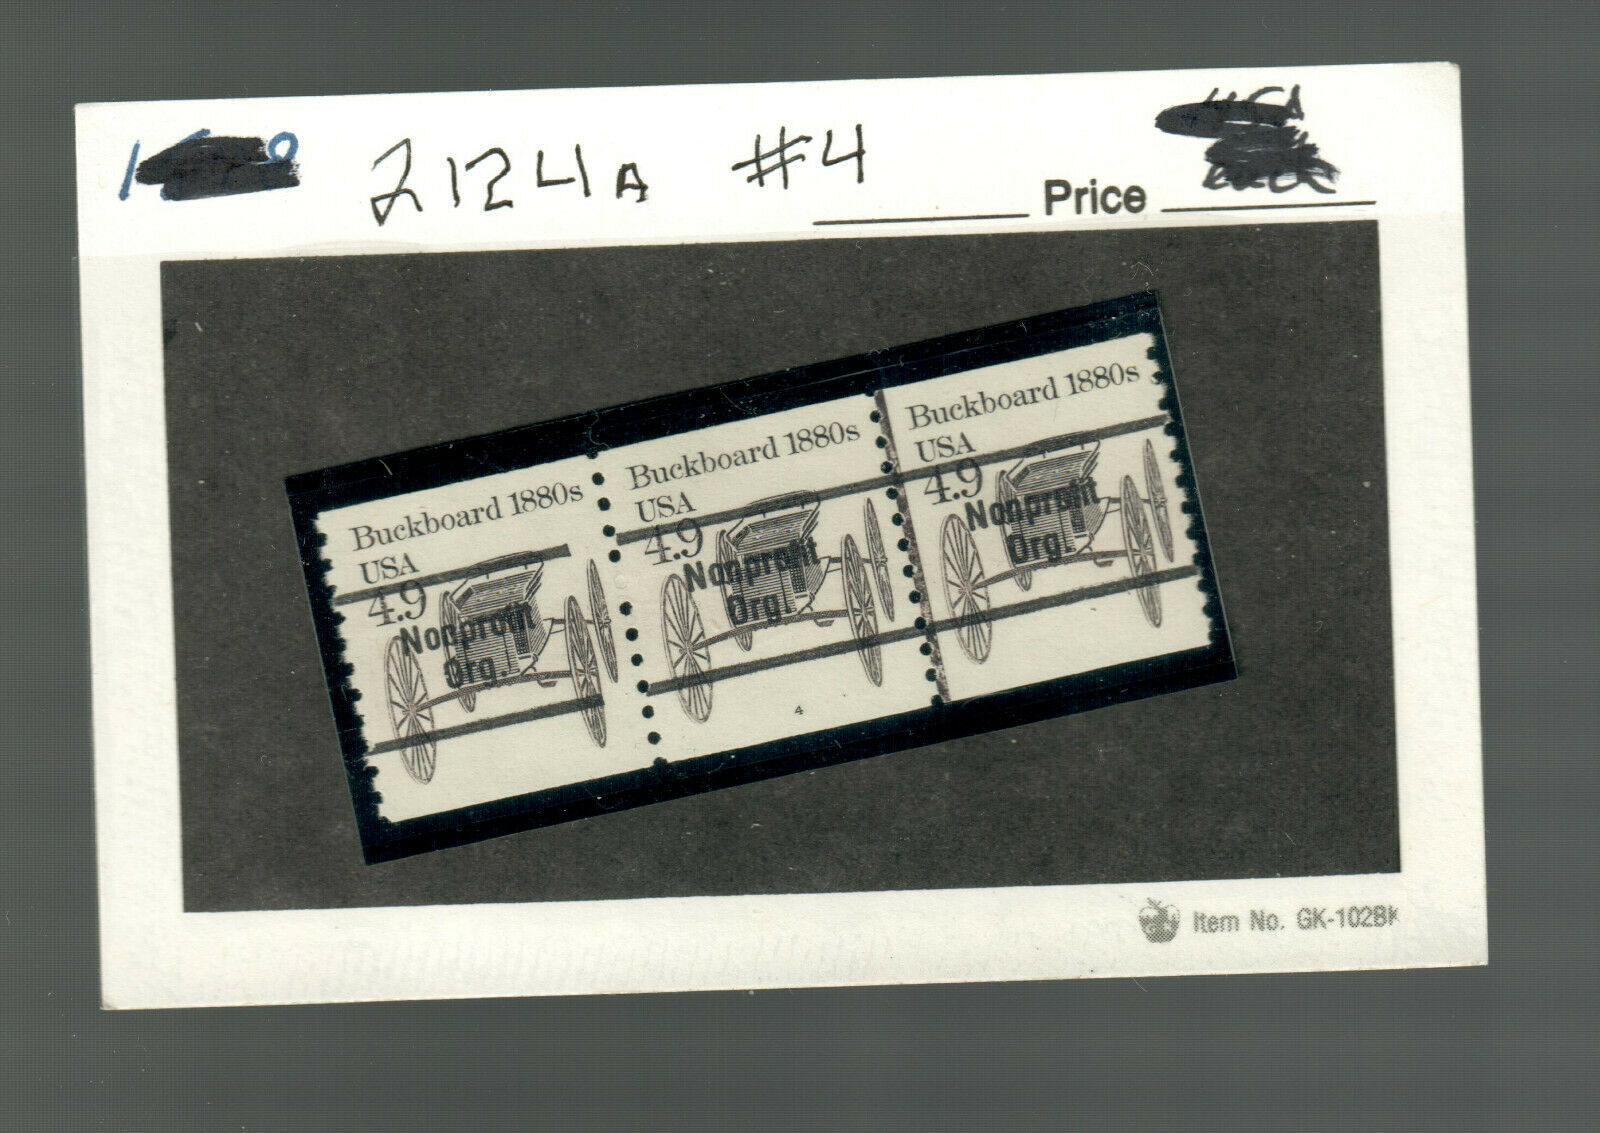 2124A #4
Price
Buckboard 1880s
USA
4.9
Nonprofit
Org.
Buckboard 1880s
USA
4.9
Nonprofit
Org.
4
Buckboard 1880s
USA
4.9
Nonprofit
Org.
Item No. GK-102BK